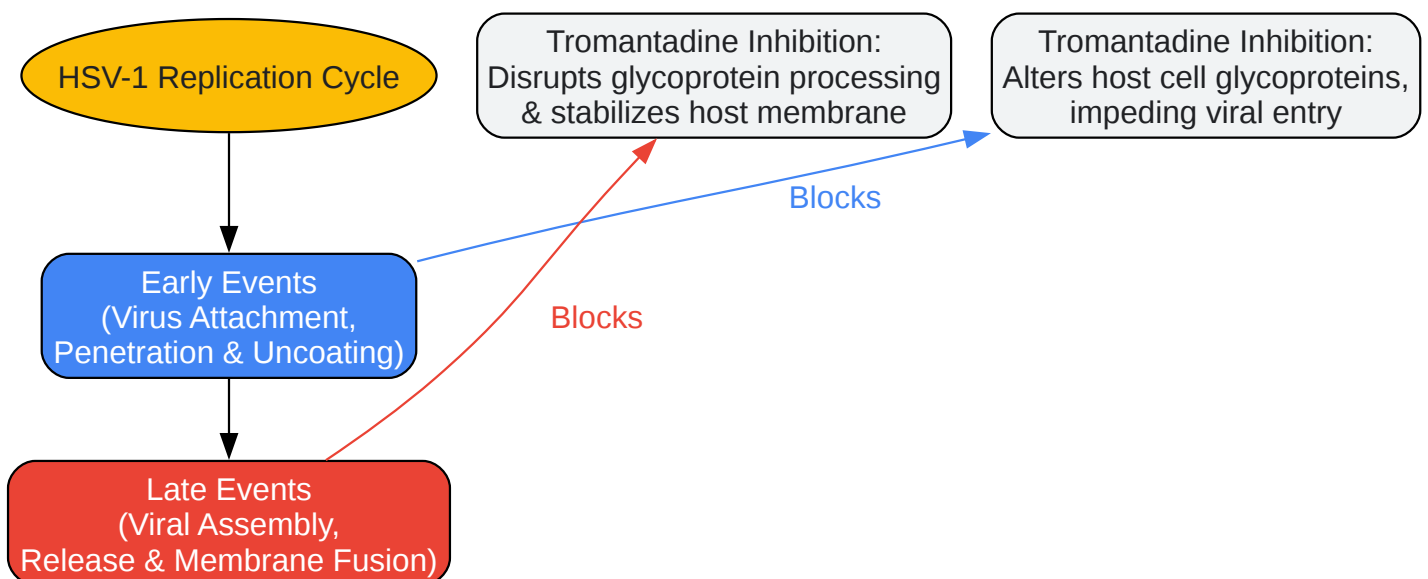 HSV-1 Replication Cycle
Tromantadine Inhibition:
Disrupts glycoprotein processing
& stabilizes host membrane
Tromantadine Inhibition:
Alters host cell glycoproteins,
impeding viral entry
Blocks
Blocks
Early Events
(Virus Attachment,
Penetration & Uncoating)
Late Events
(Viral Assembly,
Release & Membrane Fusion)